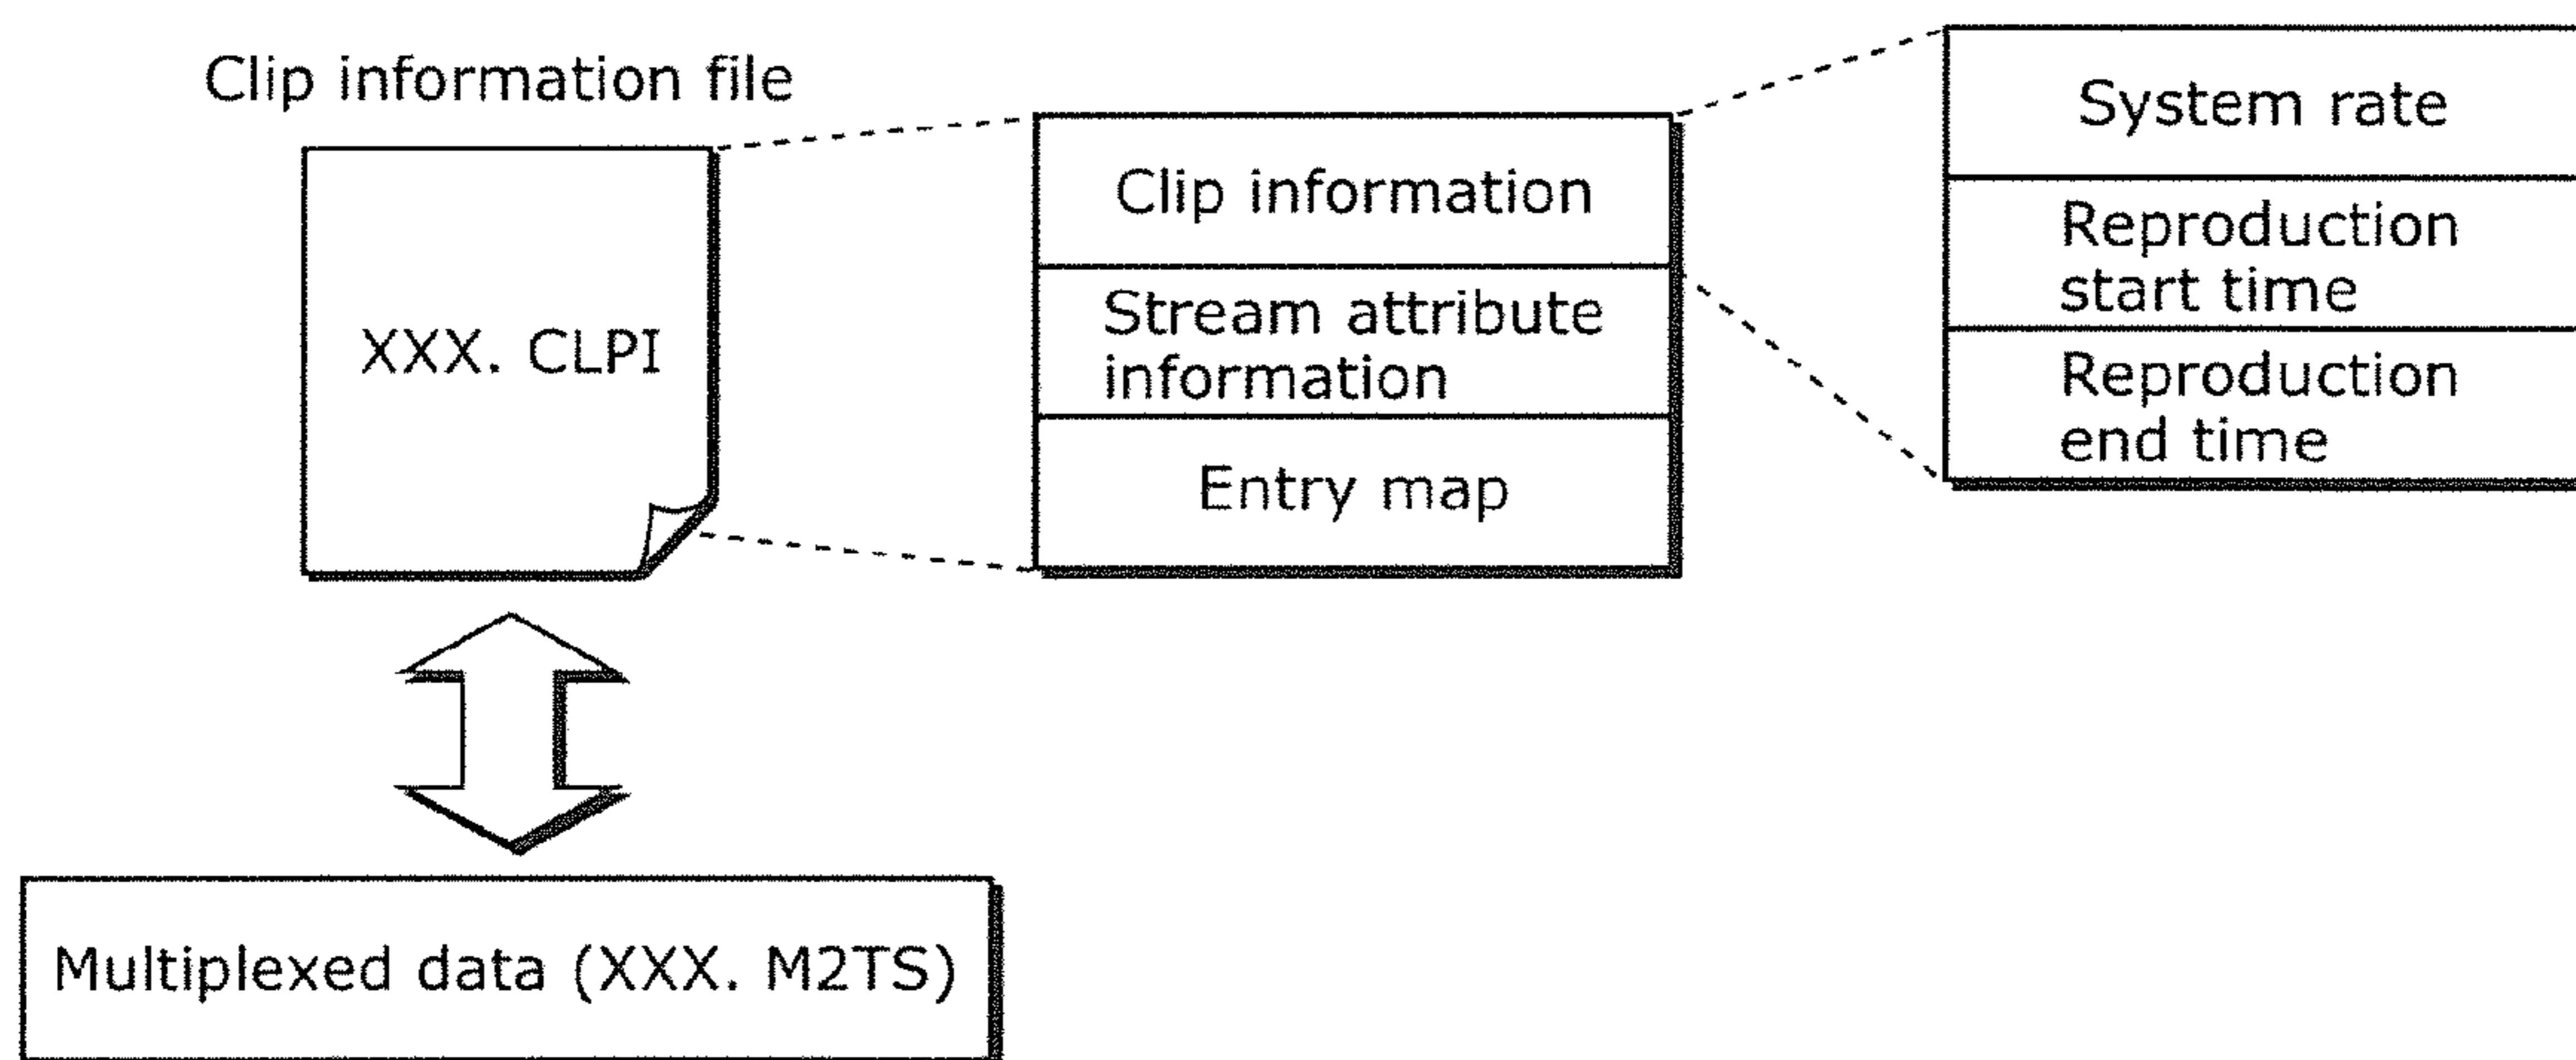 Clip information file
XXX. CLPI
Clip information
Stream attribute
information
Entry map
System rate
Reproduction
start time
Reproduction
end time
Multiplexed data (XXX. M2TS)